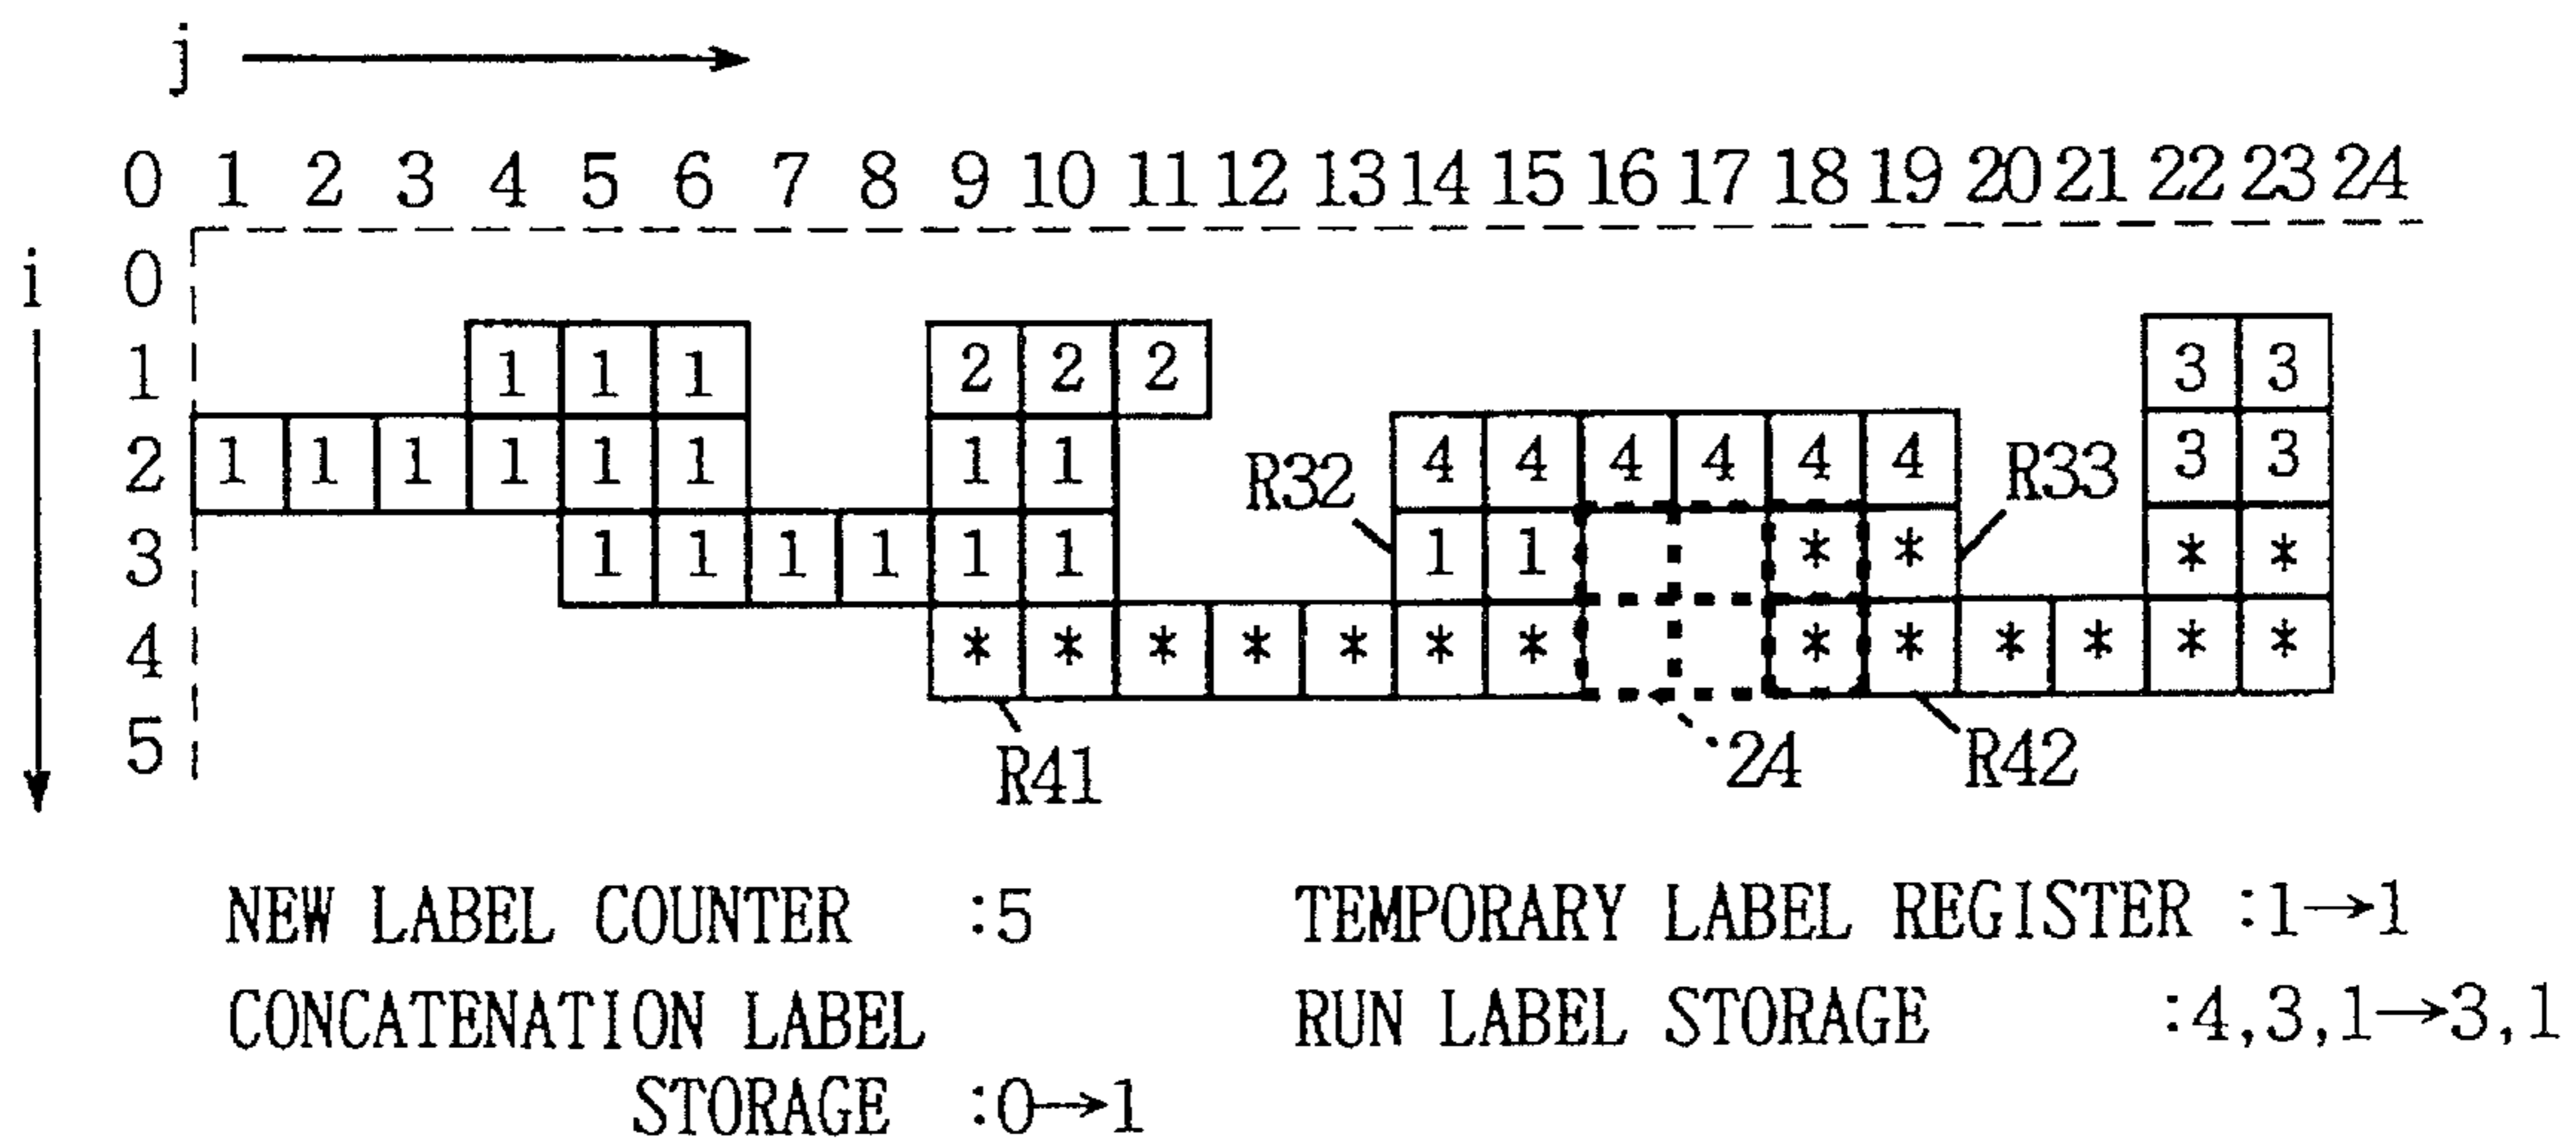 j
0 1 2 3 4 5 6 7 8 9 10 11 12 13 14 15 16 17 18 19 20 21 22 23 24
i 0
1 1 1 1 2 2 2 3 3
2 1 1 1 1 1 1 1 1 R32 4 4 4 4 4 4 R33 3 3
3 1 1 1 1 1 1 1 1 * * * *
4 * * * * * * * * * * * * *
5 R41 24 R42
NEW LABEL COUNTER :5 TEMPORARY LABEL REGISTER :1→1
CONCATENATION LABEL RUN LABEL STORAGE :4,3,1→3,1
STORAGE :0→1